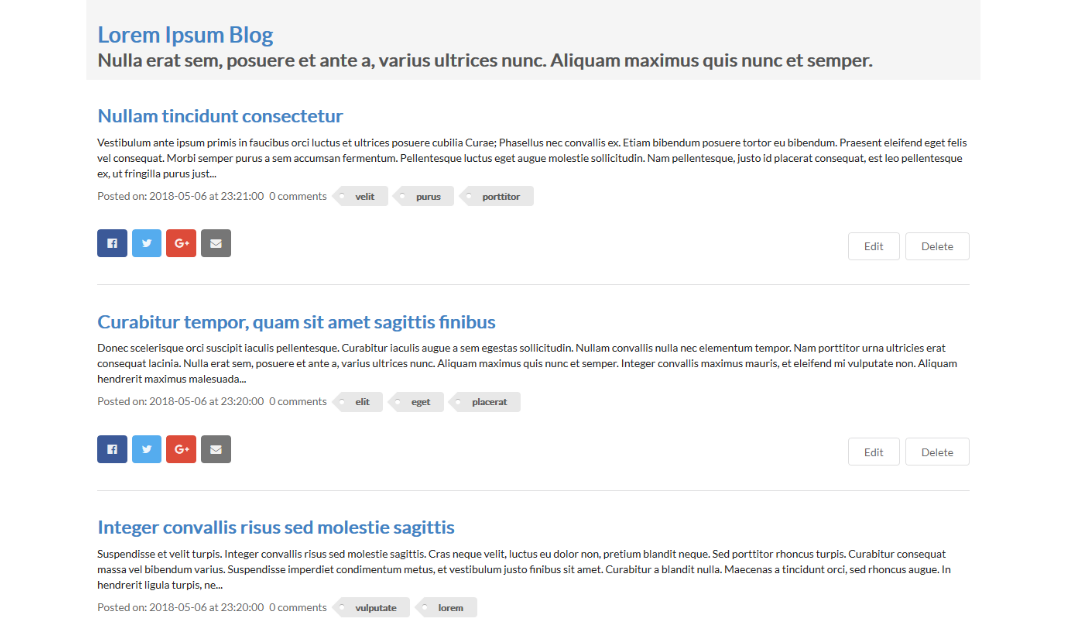 Lorem Ipsum Blog
Nulla erat sem, posuere et ante a, varius ultrices nunc. Aliquam maximus quis nunc et semper.
Nullam tincidunt consectetur
Vestibulum ante ipsum primis in faucibus orci luctus et ultrices posuere cubilia Curae; Phasellus nec convallis ex. Etiam bibendum posuere tortor eu bibendum. Praesent eleifend eget felis
vel consequat. Morbi semper purus a sem accumsan fermentum. Pellentesque luctus eget augue molestie sollicitudin. Nam pellentesque, justo id placerat consequat, est leo pellentesque
ex, ut fringilla purus just...
Posted on: 2018-05-06 at 23:21:00 0 comments velit purus porttitor
G+ Edit Delete
Curabitur tempor, quam sit amet sagittis finibus
Donec scelerisque orci suscipit iaculis pellentesque. Curabitur iaculis augue a sem egestas sollicitudin. Nullam convallis nulla nec elementum tempor. Nam porttitor urna ultricies erat
consequat lacinia. Nulla erat sem, posuere et ante a, varius ultrices nunc. Aliquam maximus quis nunc et semper. Integer convallis maximus mauris, et eleifend mi vulputate non. Aliquam
hendrerit maximus malesuada...
Posted on: 2018-05-06 at 23:20:00 0 comments elit eget placerat
G+ Edit Delete
Integer convallis risus sed molestie sagittis
Suspendisse et velit turpis. Integer convallis risus sed molestie sagittis. Cras neque velit, luctus eu dolor non, pretium blandit neque. Sed porttitor rhoncus turpis. Curabitur consequat
massa vel bibendum varius. Suspendisse imperdiet condimentum metus, et vestibulum justo finibus sit amet. Curabitur a blandit nulla. Maecenas a tincidunt orci, sed rhoncus augue. In
hendrerit ligula turpis, ne...
Posted on: 2018-05-06 at 23:20:00 0 comments vulputate lorem